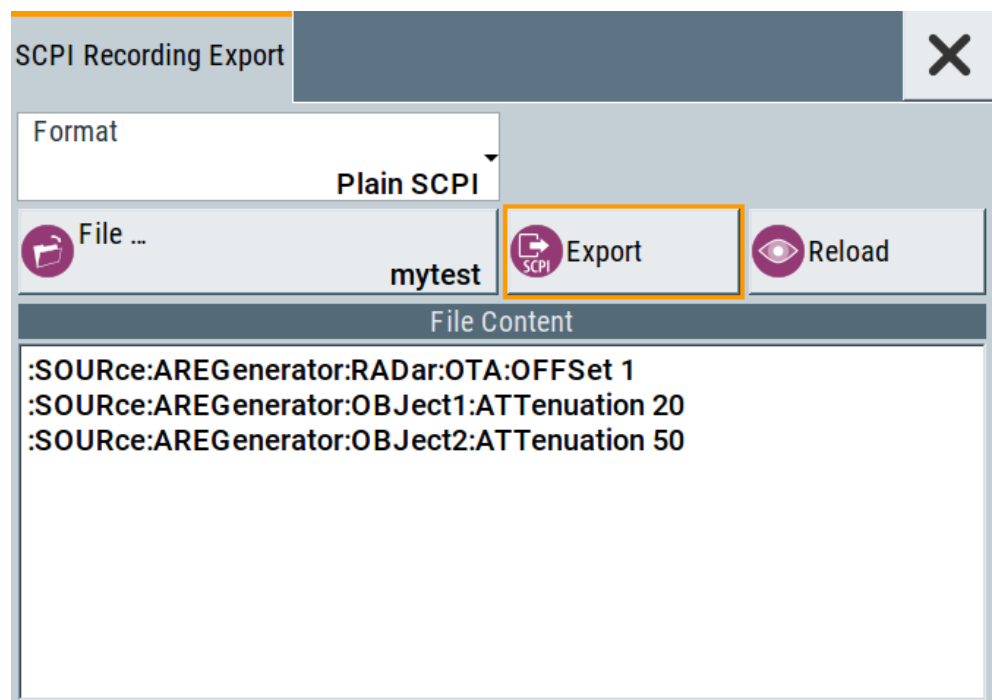 SCPI Recording Export
Format
Plain SCPI
File ...
mytest
SCPI
Export
Reload
File Content
:SOURce:AREGenerator:RADar:OTA:OFFSet 1
:SOURce:AREGenerator:OBJect1:ATTenuation 20
:SOURce:AREGenerator:OBJect2:ATTenuation 50